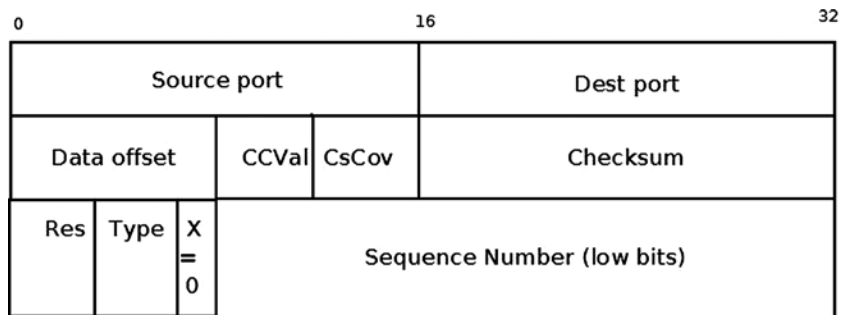 0 16 32
Source port Dest port
Data offset CCVal CsCov Checksum
Res Type X
=
0
Sequence Number (low bits)